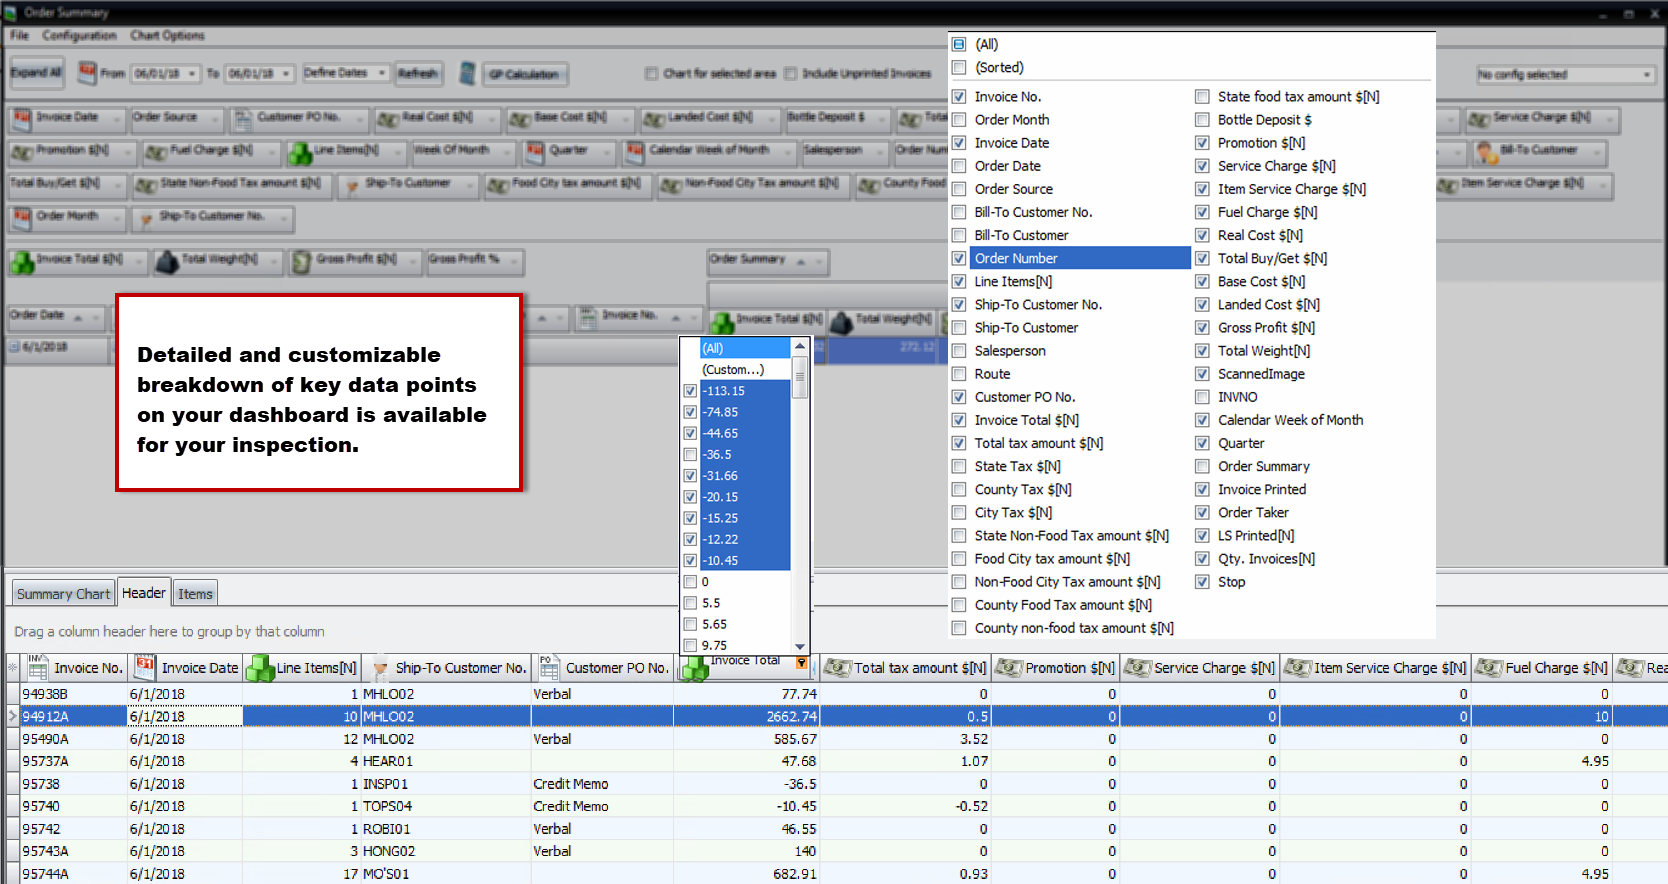 Order Summary
File Configuration Chart Options
Expand All From 06/01/18 To 06/01/18 Define Dates Refresh GP Calculation Chart for selected area Include Unprinted Invoices No config selected
Invoice Date Order Source Customer PO No. Real Cost $[N] Base Cost $[N] Landed Cost $[N] Bottle Deposit $ Service Charge $[N]
Promotion $[N] Fuel Charge $[N] Line Items[N] Week Of Month Quarter Calendar Week of Month Salesperson Order Num Bill-To Customer
Total Buy/Get $[N] State Non-Food Tax amount $[N] Ship-To Customer Food City tax amount $[N] Non-Food City Tax amount $[N] County Food Item Service Charge $[N]
Order Month Ship-To Customer No.
Invoice Total $[N] Total Weight[N] Gross Profit $[N] Gross Profit % Order Summary
Order Date Invoice No. Invoice Total $[N] Total Weight[N]
6/1/2018 272.12
Detailed and customizable
breakdown of key data points
on your dashboard is available
for your inspection.
(All)
(Custom...)
-113.15
-74.85
-44.65
-36.5
-31.66
-20.15
-15.25
-12.22
-10.45
0
5.5
5.65
9.75
(All)
(Sorted)
Invoice No.
Order Month
Invoice Date
Order Date
Order Source
Bill-To Customer No.
Bill-To Customer
Order Number
Line Items[N]
Ship-To Customer No.
Ship-To Customer
Salesperson
Route
Customer PO No.
Invoice Total $[N]
Total tax amount $[N]
State Tax $[N]
County Tax $[N]
City Tax $[N]
State Non-Food Tax amount $[N]
Food City tax amount $[N]
Non-Food City Tax amount $[N]
County Food Tax amount $[N]
County non-food tax amount $[N]
State food tax amount $[N]
Bottle Deposit $
Promotion $[N]
Service Charge $[N]
Item Service Charge $[N]
Fuel Charge $[N]
Real Cost $[N]
Total Buy/Get $[N]
Base Cost $[N]
Landed Cost $[N]
Gross Profit $[N]
Total Weight[N]
ScannedImage
INVNO
Calendar Week of Month
Quarter
Order Summary
Invoice Printed
Order Taker
LS Printed[N]
Qty. Invoices[N]
Stop
Summary Chart Header Items
Drag a column header here to group by that column
Invoice No. Invoice Date Line Items[N] Ship-To Customer No. Customer PO No. Invoice Total Total tax amount $[N] Promotion $[N] Service Charge $[N] Item Service Charge $[N] Fuel Charge $[N] Rea
94938B 6/1/2018 1 MHLO02 Verbal 77.74 0 0 0 0 0
94912A 6/1/2018 10 MHLO02 2662.74 0.5 0 0 0 10
95490A 6/1/2018 12 MHLO02 Verbal 585.67 3.52 0 0 0 0
95737A 6/1/2018 4 HEAR01 47.68 1.07 0 0 0 4.95
95738 6/1/2018 1 INSP01 Credit Memo -36.5 0 0 0 0 0
95740 6/1/2018 1 TOPS04 Credit Memo -10.45 -0.52 0 0 0 0
95742 6/1/2018 1 ROBI01 Verbal 46.55 0 0 0 0 0
95743A 6/1/2018 3 HONG02 Verbal 140 0 0 0 0 0
95744A 6/1/2018 17 MO'S01 682.91 0.93 0 0 0 4.95